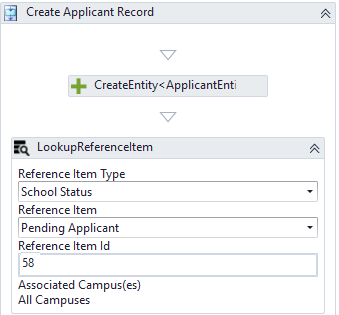 Create Applicant Record
CreateEntity<ApplicantEnti
LookupReferenceItem
Reference Item Type
School Status
Reference Item
Pending Applicant
Reference Item Id
58
Associated Campus(es)
All Campuses